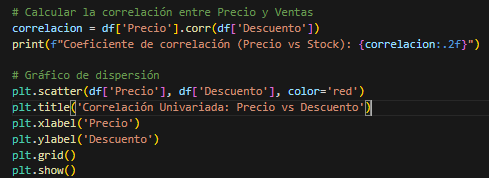 # Calcular la correlación entre Precio y Ventas
correlacion = df['Precio'].corr(df['Descuento'])
print(f"Coeficiente de correlación (Precio vs Stock): {correlacion:.2f}")
# Gráfico de dispersión
plt.scatter(df['Precio'], df['Descuento'], color='red')
plt.title('Correlación Univariada: Precio vs Descuento')
plt.xlabel('Precio')
plt.ylabel('Descuento')
plt.grid()
plt.show()